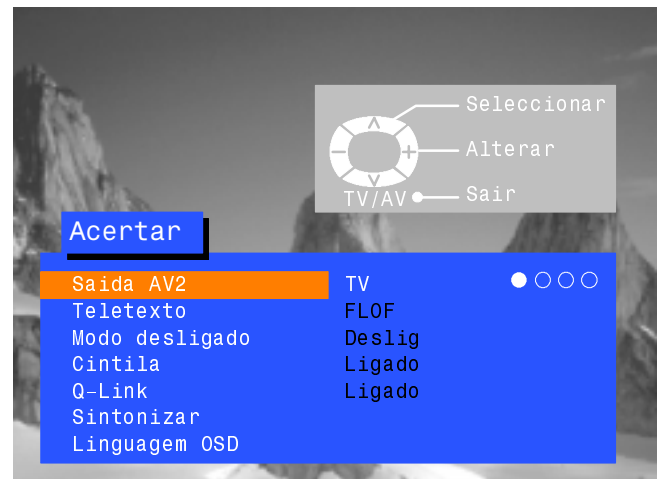 Seleccionar
Alterar
TV/AV Sair
Acertar
Saida AV2 TV
Teletexto FLOF
Modo desligado Deslig
Cintila Ligado
Q-Link Ligado
Sintonizar
Linguagem OSD